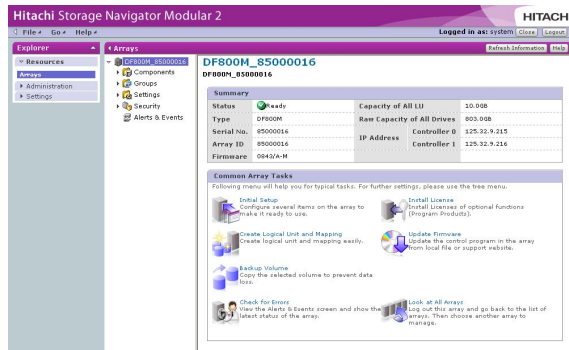 Hitachi Storage Navigator Modular 2
HITACH
File Go Help
Logged in as: system Close Logout
Explorer
Arrays
Refresh Information Help
Resources
Arrays
Administration
Settings
DF800M_85000016
Components
Groups
Settings
Security
Alerts & Events
DF800M_85000016
DF800M_85000016
Summary
Status Ready Capacity of All LU 10.0GB
Type DF800M Raw Capacity of All Drives 803.0GB
Serial No. 85000016 IP Address Controller 0 125.32.9.215
Array ID 85000016 Controller 1 125.32.9.216
Firmware 0843/A-M
Common Array Tasks
Following menu will help you for typical tasks. For further settings, please use the tree menu.
Initial Setup
Configure several items on the array to
make it ready to use.
Install License
Install Licenses of optional functions
(Program Products).
Create Logical Unit and Mapping
Create logical unit and mapping easily.
Update Firmware
Update the control program in the array
from local file or support website.
Backup Volume
Copy the selected volume to prevent data
loss.
Check for Errors
View the Alerts & Events screen and show the
latest status of the array.
Look at All Arrays
Log out this array and go back to the list of
arrays. Then choose another array to
manage.